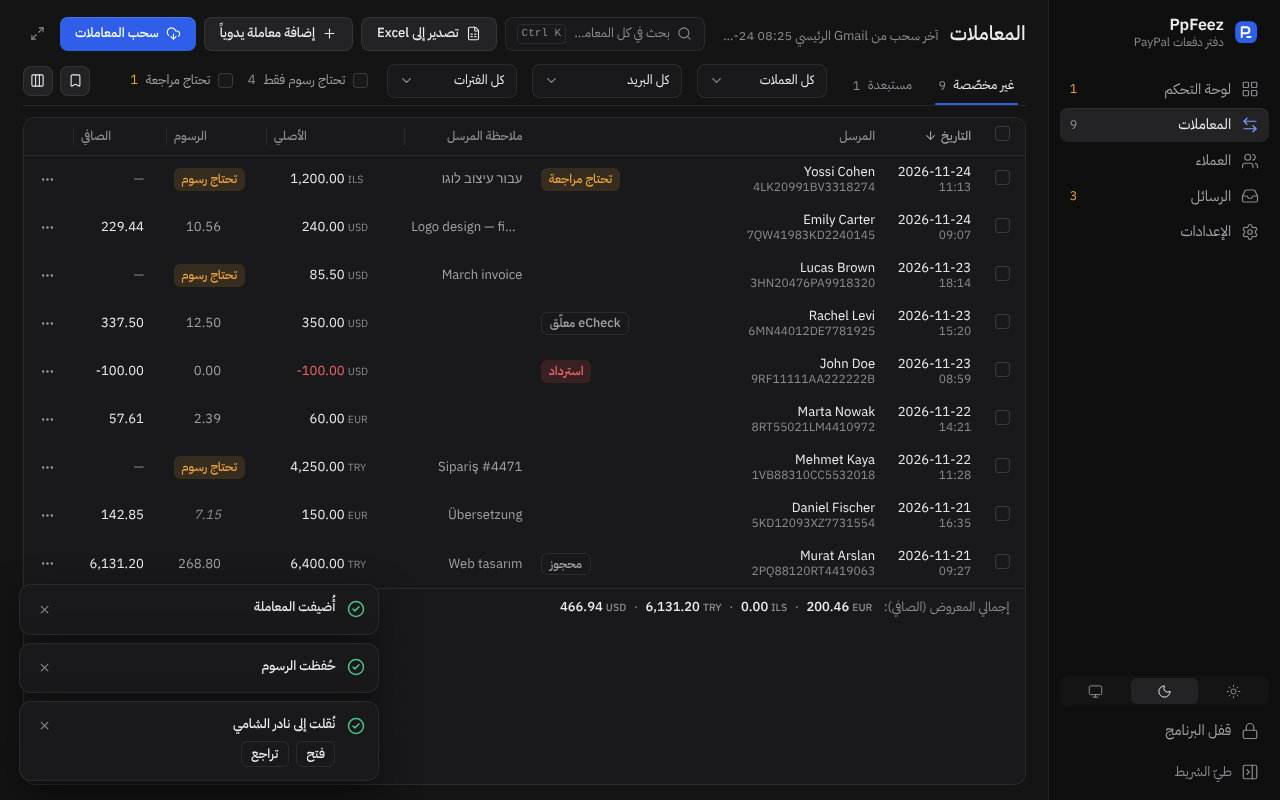 PpFeez
دفتر دفعات PayPal
لوحة التحكم 1
المعاملات 9
العملاء
الرسائل 3
الإعدادات
قفل البرنامج
طيّ الشريط
المعاملات
آخر سحب من Gmail الرئيسي 08:25 24-...
بحث في كل المعامـ... Ctrl K
تصدير إلى Excel
إضافة معاملة يدوياً
سحب المعاملات
غير مخصّصة 9
مستبعدة 1
كل العملات
كل البريد
كل الفترات
تحتاج رسوم فقط 4
تحتاج مراجعة 1
التاريخ المرسل ملاحظة المرسل الأصلي الرسوم الصافي
2026-11-24 Yossi Cohen تحتاج مراجعة עבור עיצוב לוגו 1,200.00 ILS تحتاج رسوم —
11:13 4LK20991BV3318274
2026-11-24 Emily Carter Logo design — fi... 240.00 USD 10.56 229.44
09:07 7QW41983KD2240145
2026-11-23 Lucas Brown March invoice 85.50 USD تحتاج رسوم —
18:14 3HN20476PA9918320
2026-11-23 Rachel Levi eCheck معلّق 350.00 USD 12.50 337.50
15:20 6MN44012DE7781925
2026-11-23 John Doe استرداد -100.00 USD 0.00 -100.00
08:59 9RF11111AA222222B
2026-11-22 Marta Nowak 60.00 EUR 2.39 57.61
14:21 8RT55021LM4410972
2026-11-22 Mehmet Kaya Sipariş #4471 4,250.00 TRY تحتاج رسوم —
11:28 1VB88310CC5532018
2026-11-21 Daniel Fischer Übersetzung 150.00 EUR 7.15 142.85
16:35 5KD12093XZ7731554
2026-11-21 Murat Arslan محجوز Web tasarım 6,400.00 TRY 268.80 6,131.20
09:27 2PQ88120RT4419063
إجمالي المعروض (الصافي): 200.46 EUR · 0.00 ILS · 6,131.20 TRY · 466.94 USD
أُضيفت المعاملة
حُفظت الرسوم
نُقلت إلى نادر الشامي
فتح تراجع